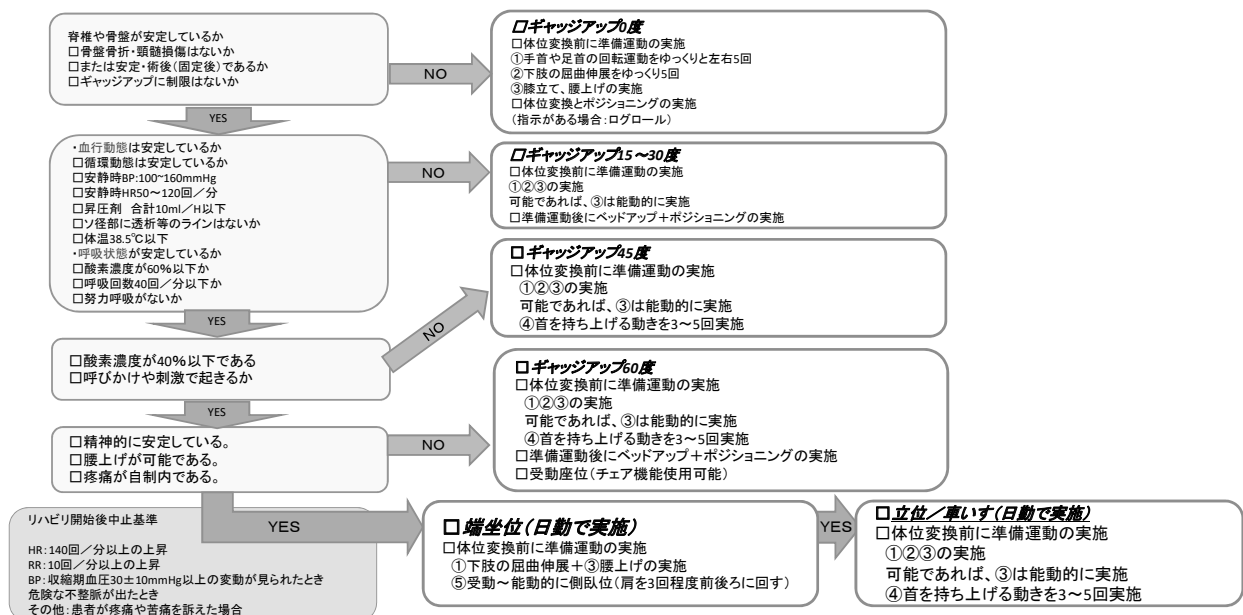 脊椎や骨盤が安定しているか
□骨盤骨折・頸髄損傷はないか
□または安定・術後(固定後)であるか
□ギャッジアップに制限はないか
NO
□ギャッジアップ0度
□体位変換前に準備運動の実施
①手首や足首の回転運動をゆっくりと左右5回
②下肢の屈曲伸展をゆっくり5回
③膝立て、腰上げの実施
□体位変換とポジショニングの実施
(指示がある場合:ログロール)
YES
・血行動態は安定しているか
□循環動態は安定しているか
□安静時BP:100~160mmHg
□安静時HR50～120回/分
□昇圧剤 合計10ml/H以下
□ソ径部に透析等のラインはないか
□体温38.5℃以下
・呼吸状態が安定しているか
□酸素濃度が60%以下か
□呼吸回数40回/分以下か
□努力呼吸がないか
NO
□ギャッジアップ15～30度
□体位変換前に準備運動の実施
①②③の実施
可能であれば、③は能動的に実施
□準備運動後にベッドアップ+ポジショニングの実施
YES
□酸素濃度が40%以下である
□呼びかけや刺激で起きるか
NO
□ギャッジアップ45度
□体位変換前に準備運動の実施
①②③の実施
可能であれば、③は能動的に実施
④首を持ち上げる動きを3～5回実施
YES
□精神的に安定している。
□腰上げが可能である。
□疼痛が自制内である。
NO
□ギャッジアップ60度
□体位変換前に準備運動の実施
①②③の実施
可能であれば、③は能動的に実施
④首を持ち上げる動きを3～5回実施
□準備運動後にベッドアップ+ポジショニングの実施
□受動座位(チェア機能使用可能)
リハビリ開始後中止基準
HR:140回/分以上の上昇
RR:10回/分以上の上昇
BP:収縮期血圧30±10mmHg以上の変動が見られたとき
危険な不整脈が出たとき
その他:患者が疼痛や苦痛を訴えた場合
YES
□端坐位(日勤で実施)
□体位変換前に準備運動の実施
①下肢の屈曲伸展+③腰上げの実施
⑤受動～能動的に側臥位(肩を3回程度前後ろに回す)
YES
□立位/車いす(日勤で実施)
□体位変換前に準備運動の実施
①②③の実施
可能であれば、③は能動的に実施
④首を持ち上げる動きを3～5回実施